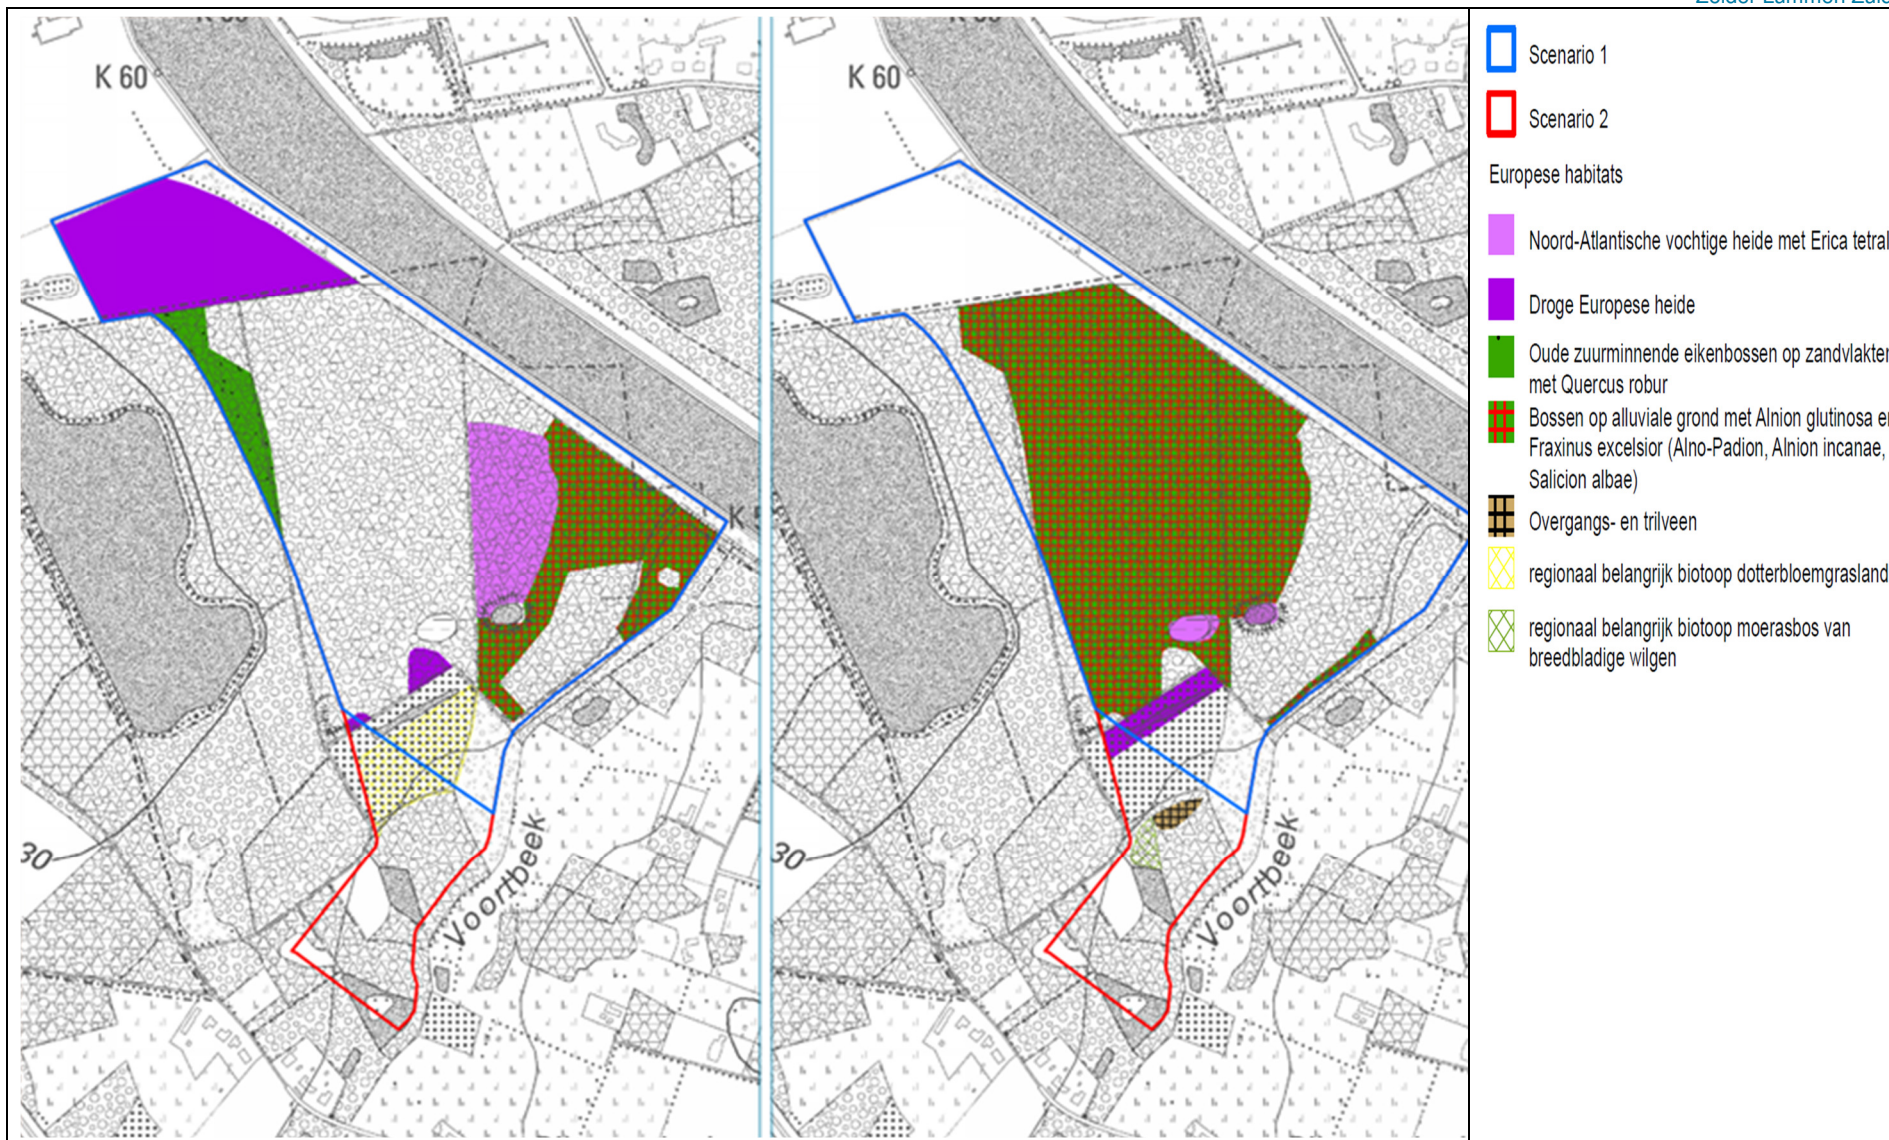 K 60
K 60
Voortbeek
Voortbeek
30
30
Scenario 1
Scenario 2
Europese habitats
Noord-Atlantische vochtige heide met Erica
Droge Europese heide
Oude zuurminnende eikenbossen op
met Quercus robur
Bossen op alluviale grond met Alnion glutinosa
Fraxinus excelsior (Alno-Padion, Alnion incanae,
Salicion albae)
Overgangs- en trilveen
regionaal belangrijk biotoop dotterbloemgrasland
regionaal belangrijk biotoop moerasbos van
breedbladige wilgen